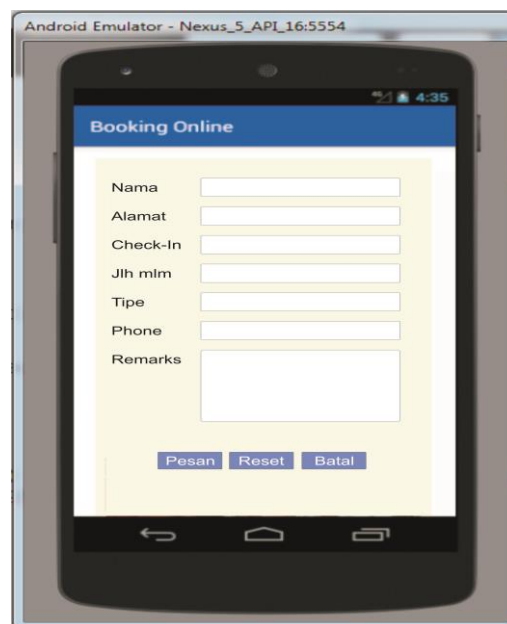 Android Emulator - Nexus_5_API_16:5554
4:35
Booking Online
Nama
Alamat
Check-In
Jlh mlm
Tipe
Phone
Remarks
Pesan Reset Batal